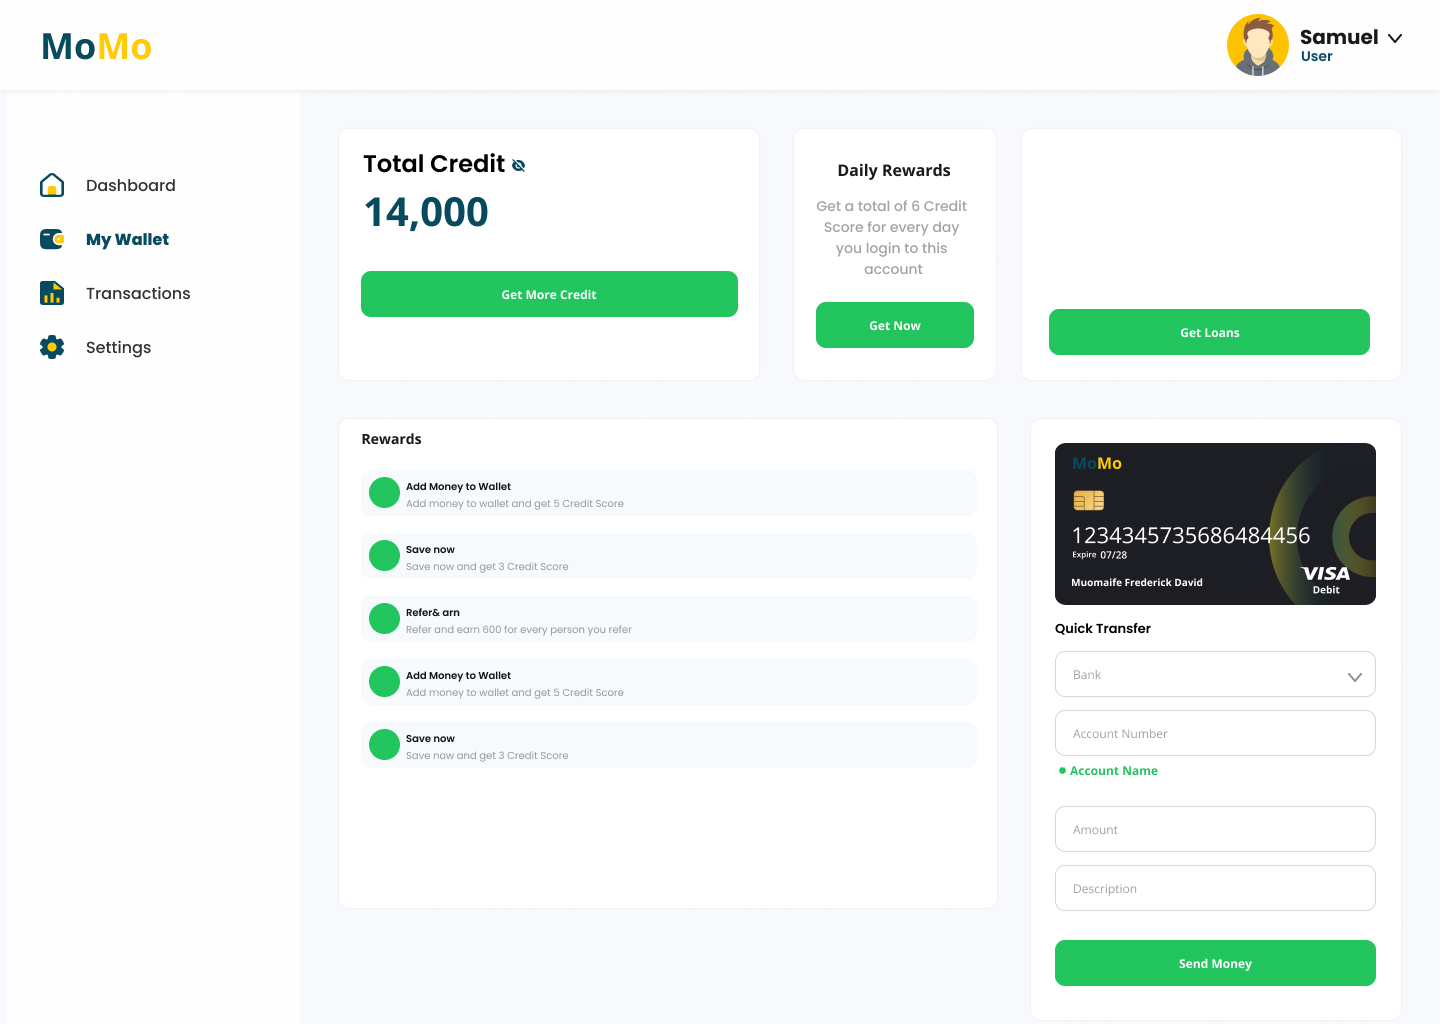 MoMo
Samuel
User
Dashboard
My Wallet
Transactions
Settings
Total Credit
14,000
Get More Credit
Daily Rewards
Get a total of 6 Credit
Score for every day
you login to this
account
Get Now
Get Loans
Rewards
Add Money to Wallet
Add money to wallet and get 5 Credit Score
Save now
Save now and get 3 Credit Score
Refer& arn
Refer and earn 600 for every person you refer
Add Money to Wallet
Add money to wallet and get 5 Credit Score
Save now
Save now and get 3 Credit Score
MoMo
1234345735686484456
Expire 07/28
Muomaife Frederick David
VISA
Debit
Quick Transfer
Bank
Account Number
Account Name
Amount
Description
Send Money